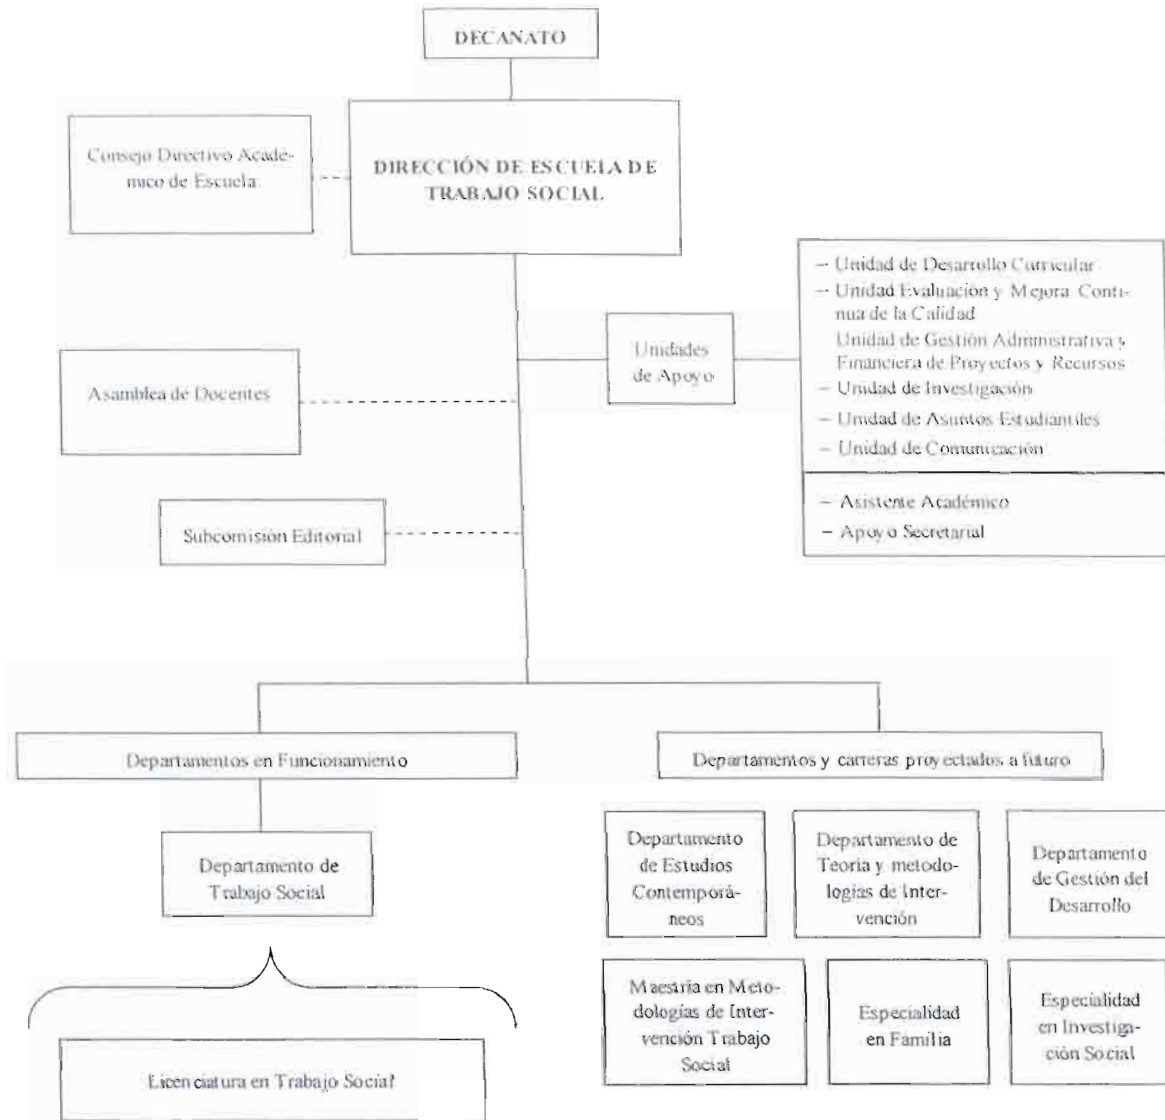 DECANATO
Consejo Directivo Acadé-
mico de Escuela
DIRECCIÓN DE ESCUELA DE
TRABAJO SOCIAL
– Unidad de Desarrollo Curricular
– Unidad Evaluación y Mejora Conti-
nua de la Calidad
Unidad de Gestión Administrativa y
Financiera de Proyectos y Recursos
– Unidad de Investigación
– Unidad de Asuntos Estudiantiles
– Unidad de Comunicación
Unidades
de Apoyo
Asamblea de Docentes
– Asistente Académico
– Apoyo Secretarial
Subcomisión Editorial
Departamentos en Funcionamiento
Departamentos y carreras proyectados a futuro
Departamento de
Trabajo Social
Departamento
de Estudios
Contemporá-
neos
Departamento de
Teoría y metodo-
logías de Inter-
vención
Departamento
de Gestión del
Desarrollo
Maestría en Meto-
dologías de Inter-
vención Trabajo
Social
Especialidad
en Familia
Especialidad
en Investiga-
ción Social
Licenciatura en Trabajo Social